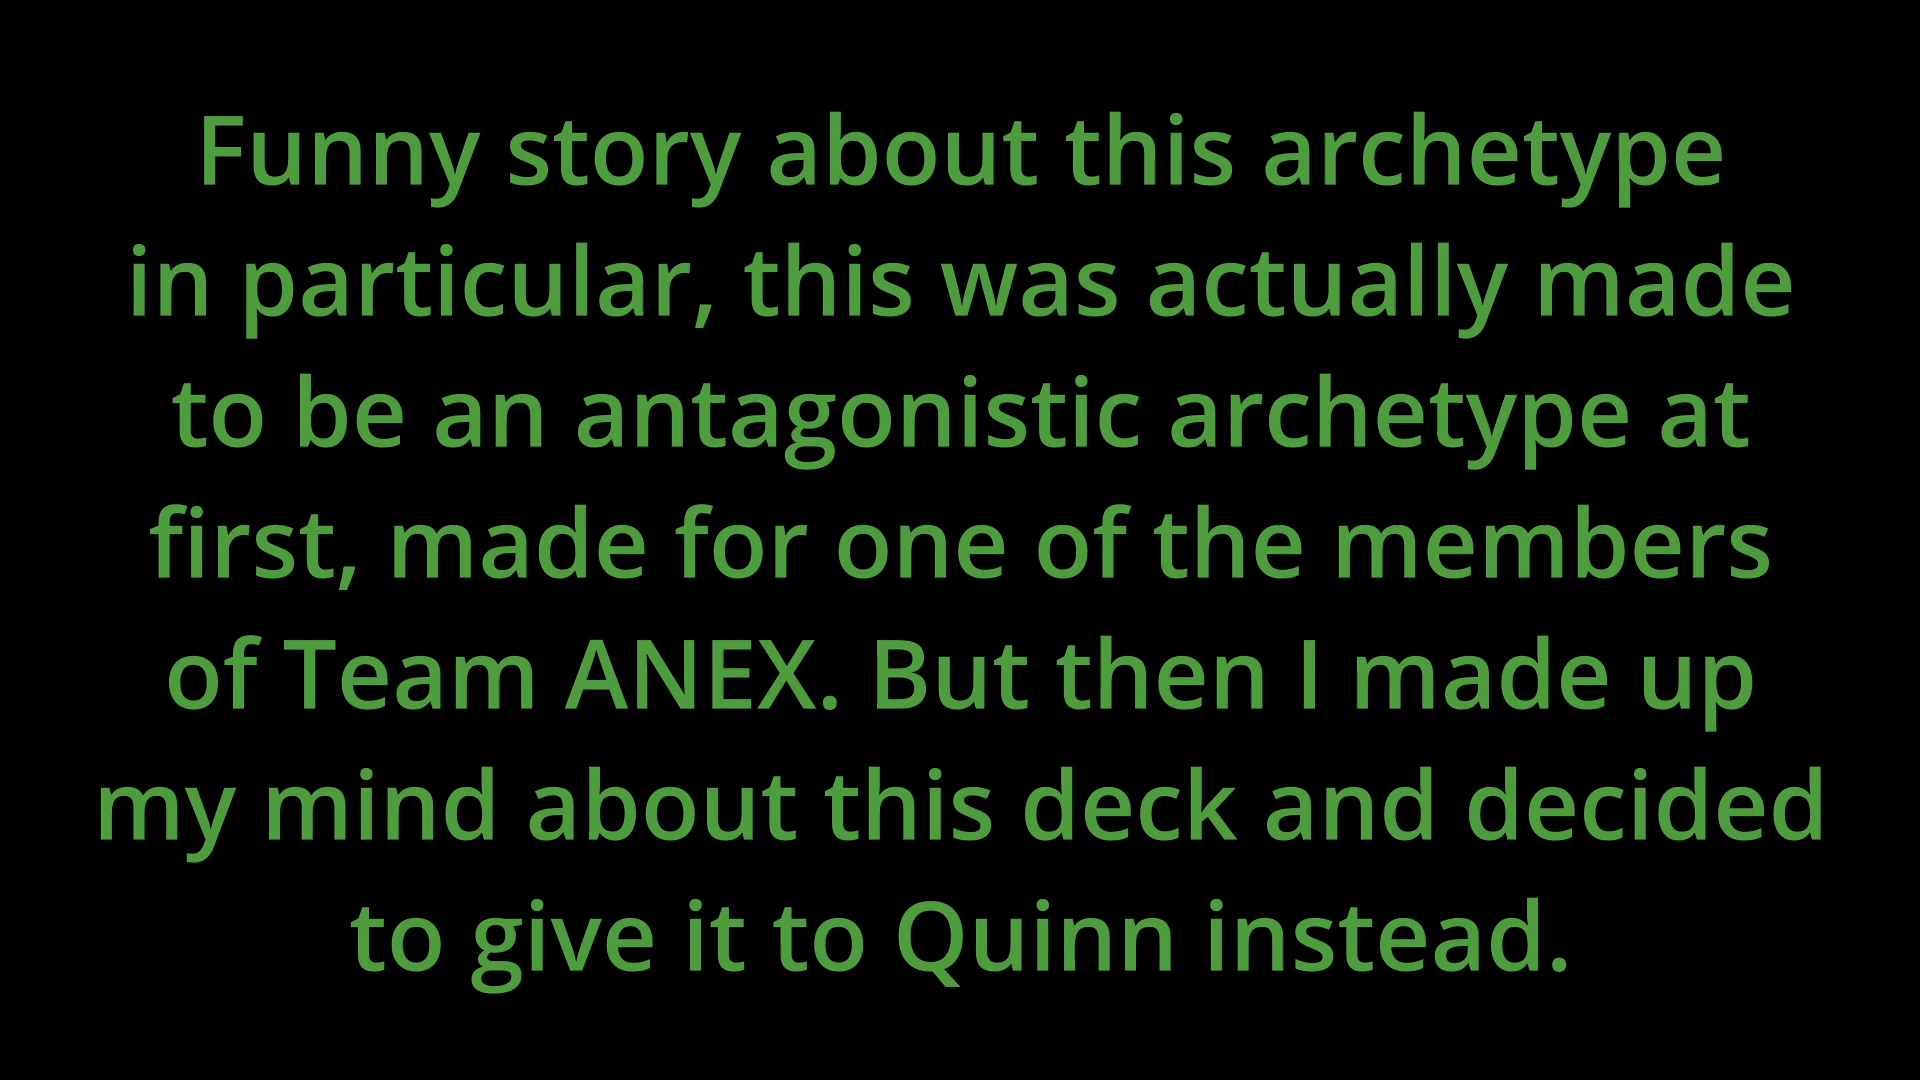 Funny story about this archetype
in particular, this was actually made
to be an antagonistic archetype at
first, made for one of the members
of Team ANEX. But then I made up
my mind about this deck and decided
to give it to Quinn instead.